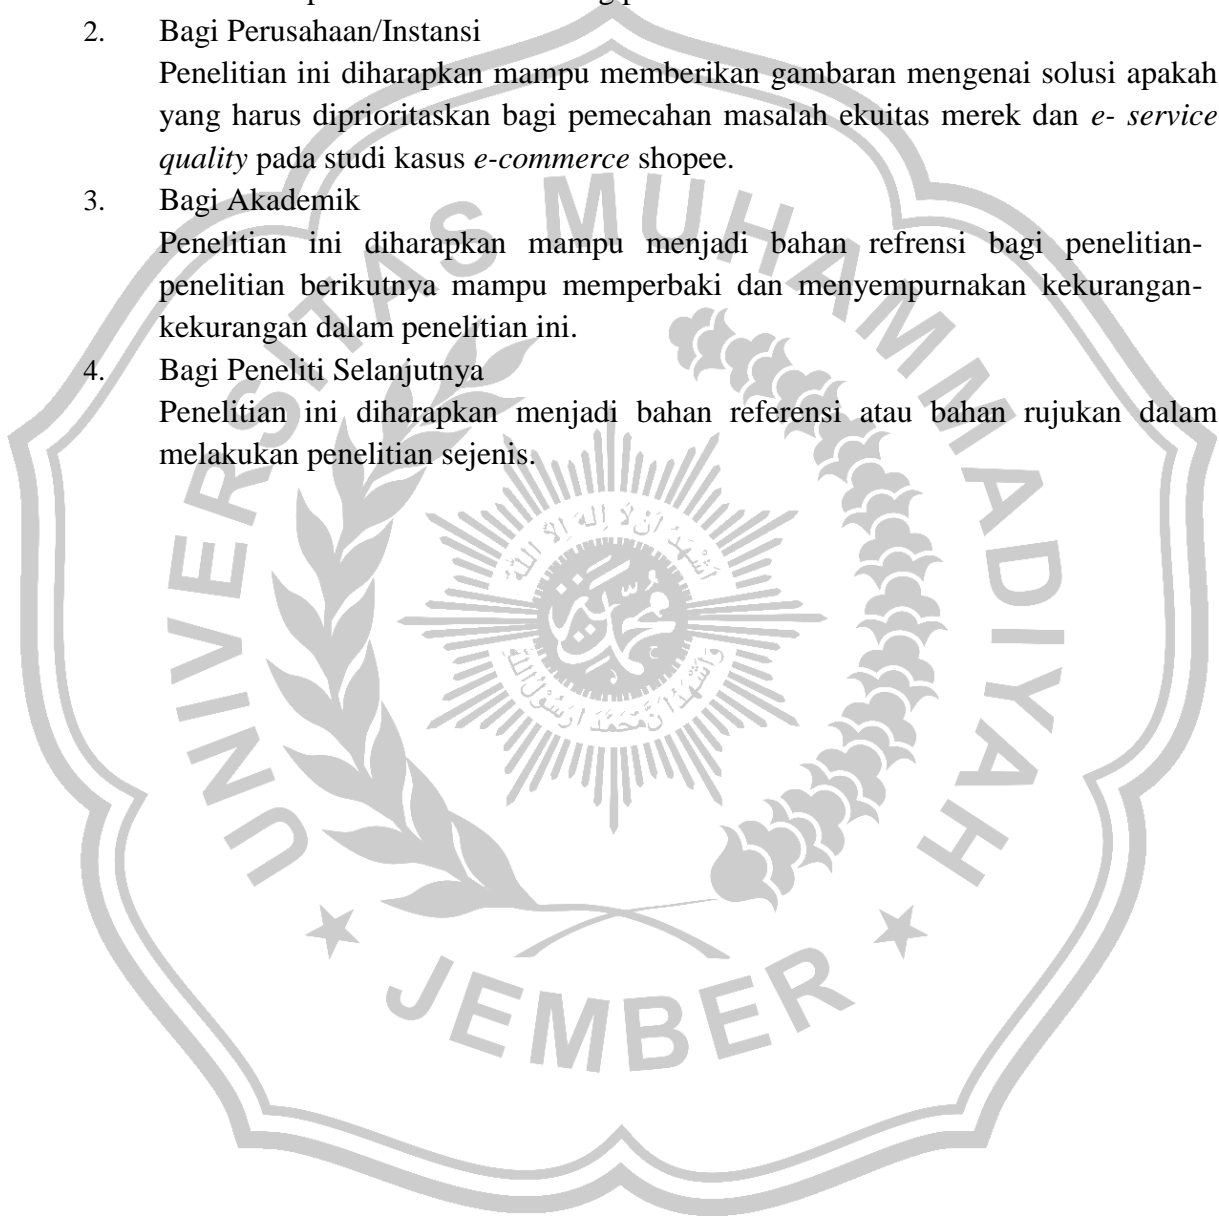 2. Bagi Perusahaan/Instansi
Penelitian ini diharapkan mampu memberikan gambaran mengenai solusi apakah
yang harus diprioritaskan bagi pemecahan masalah ekuitas merek dan e- service
quality pada studi kasus e-commerce shopee.
3. Bagi Akademik
Penelitian ini diharapkan mampu menjadi bahan refrensi bagi penelitian-
penelitian berikutnya mampu memperbaki dan menyempurnakan kekurangan-
kekurangan dalam penelitian ini.
4. Bagi Peneliti Selanjutnya
Penelitian ini diharapkan menjadi bahan referensi atau bahan rujukan dalam
melakukan penelitian sejenis.
UNIVERSITAS MUHAMMADIYAH
JEMBER